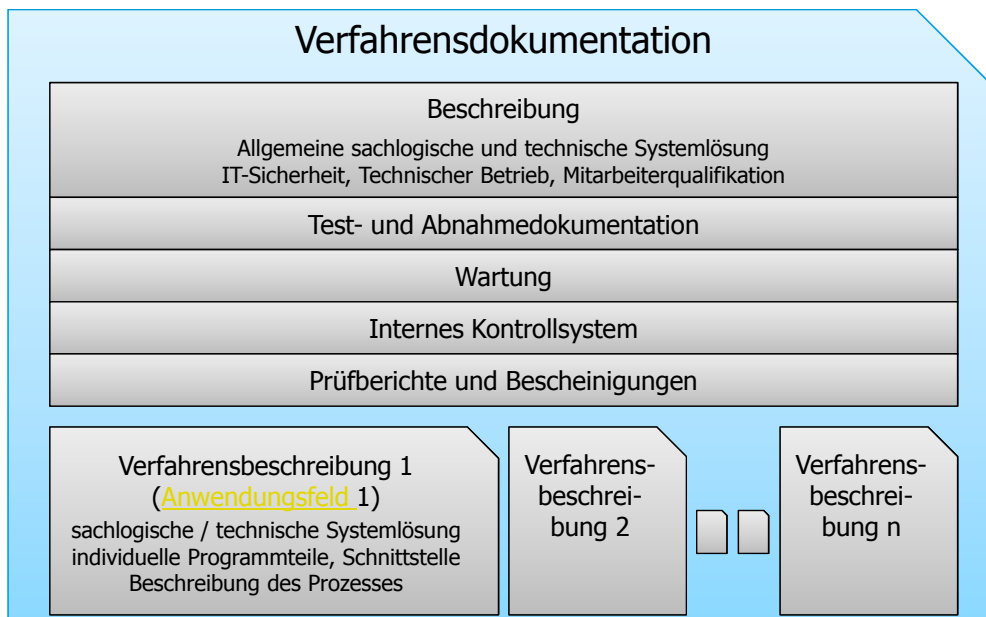 Verfahrensdokumentation
Beschreibung
Allgemeine sachlogische und technische Systemlösung
IT-Sicherheit, Technischer Betrieb, Mitarbeiterqualifikation
Test- und Abnahmedokumentation
Wartung
Internes Kontrollsystem
Prüfberichte und Bescheinigungen
Verfahrensbeschreibung 1
(Anwendungsfeld 1)
sachlogische / technische Systemlösung
individuelle Programmteile, Schnittstelle
Beschreibung des Prozesses
Verfahrens-
beschrei-
bung 2
Verfahrens-
beschrei-
bung n